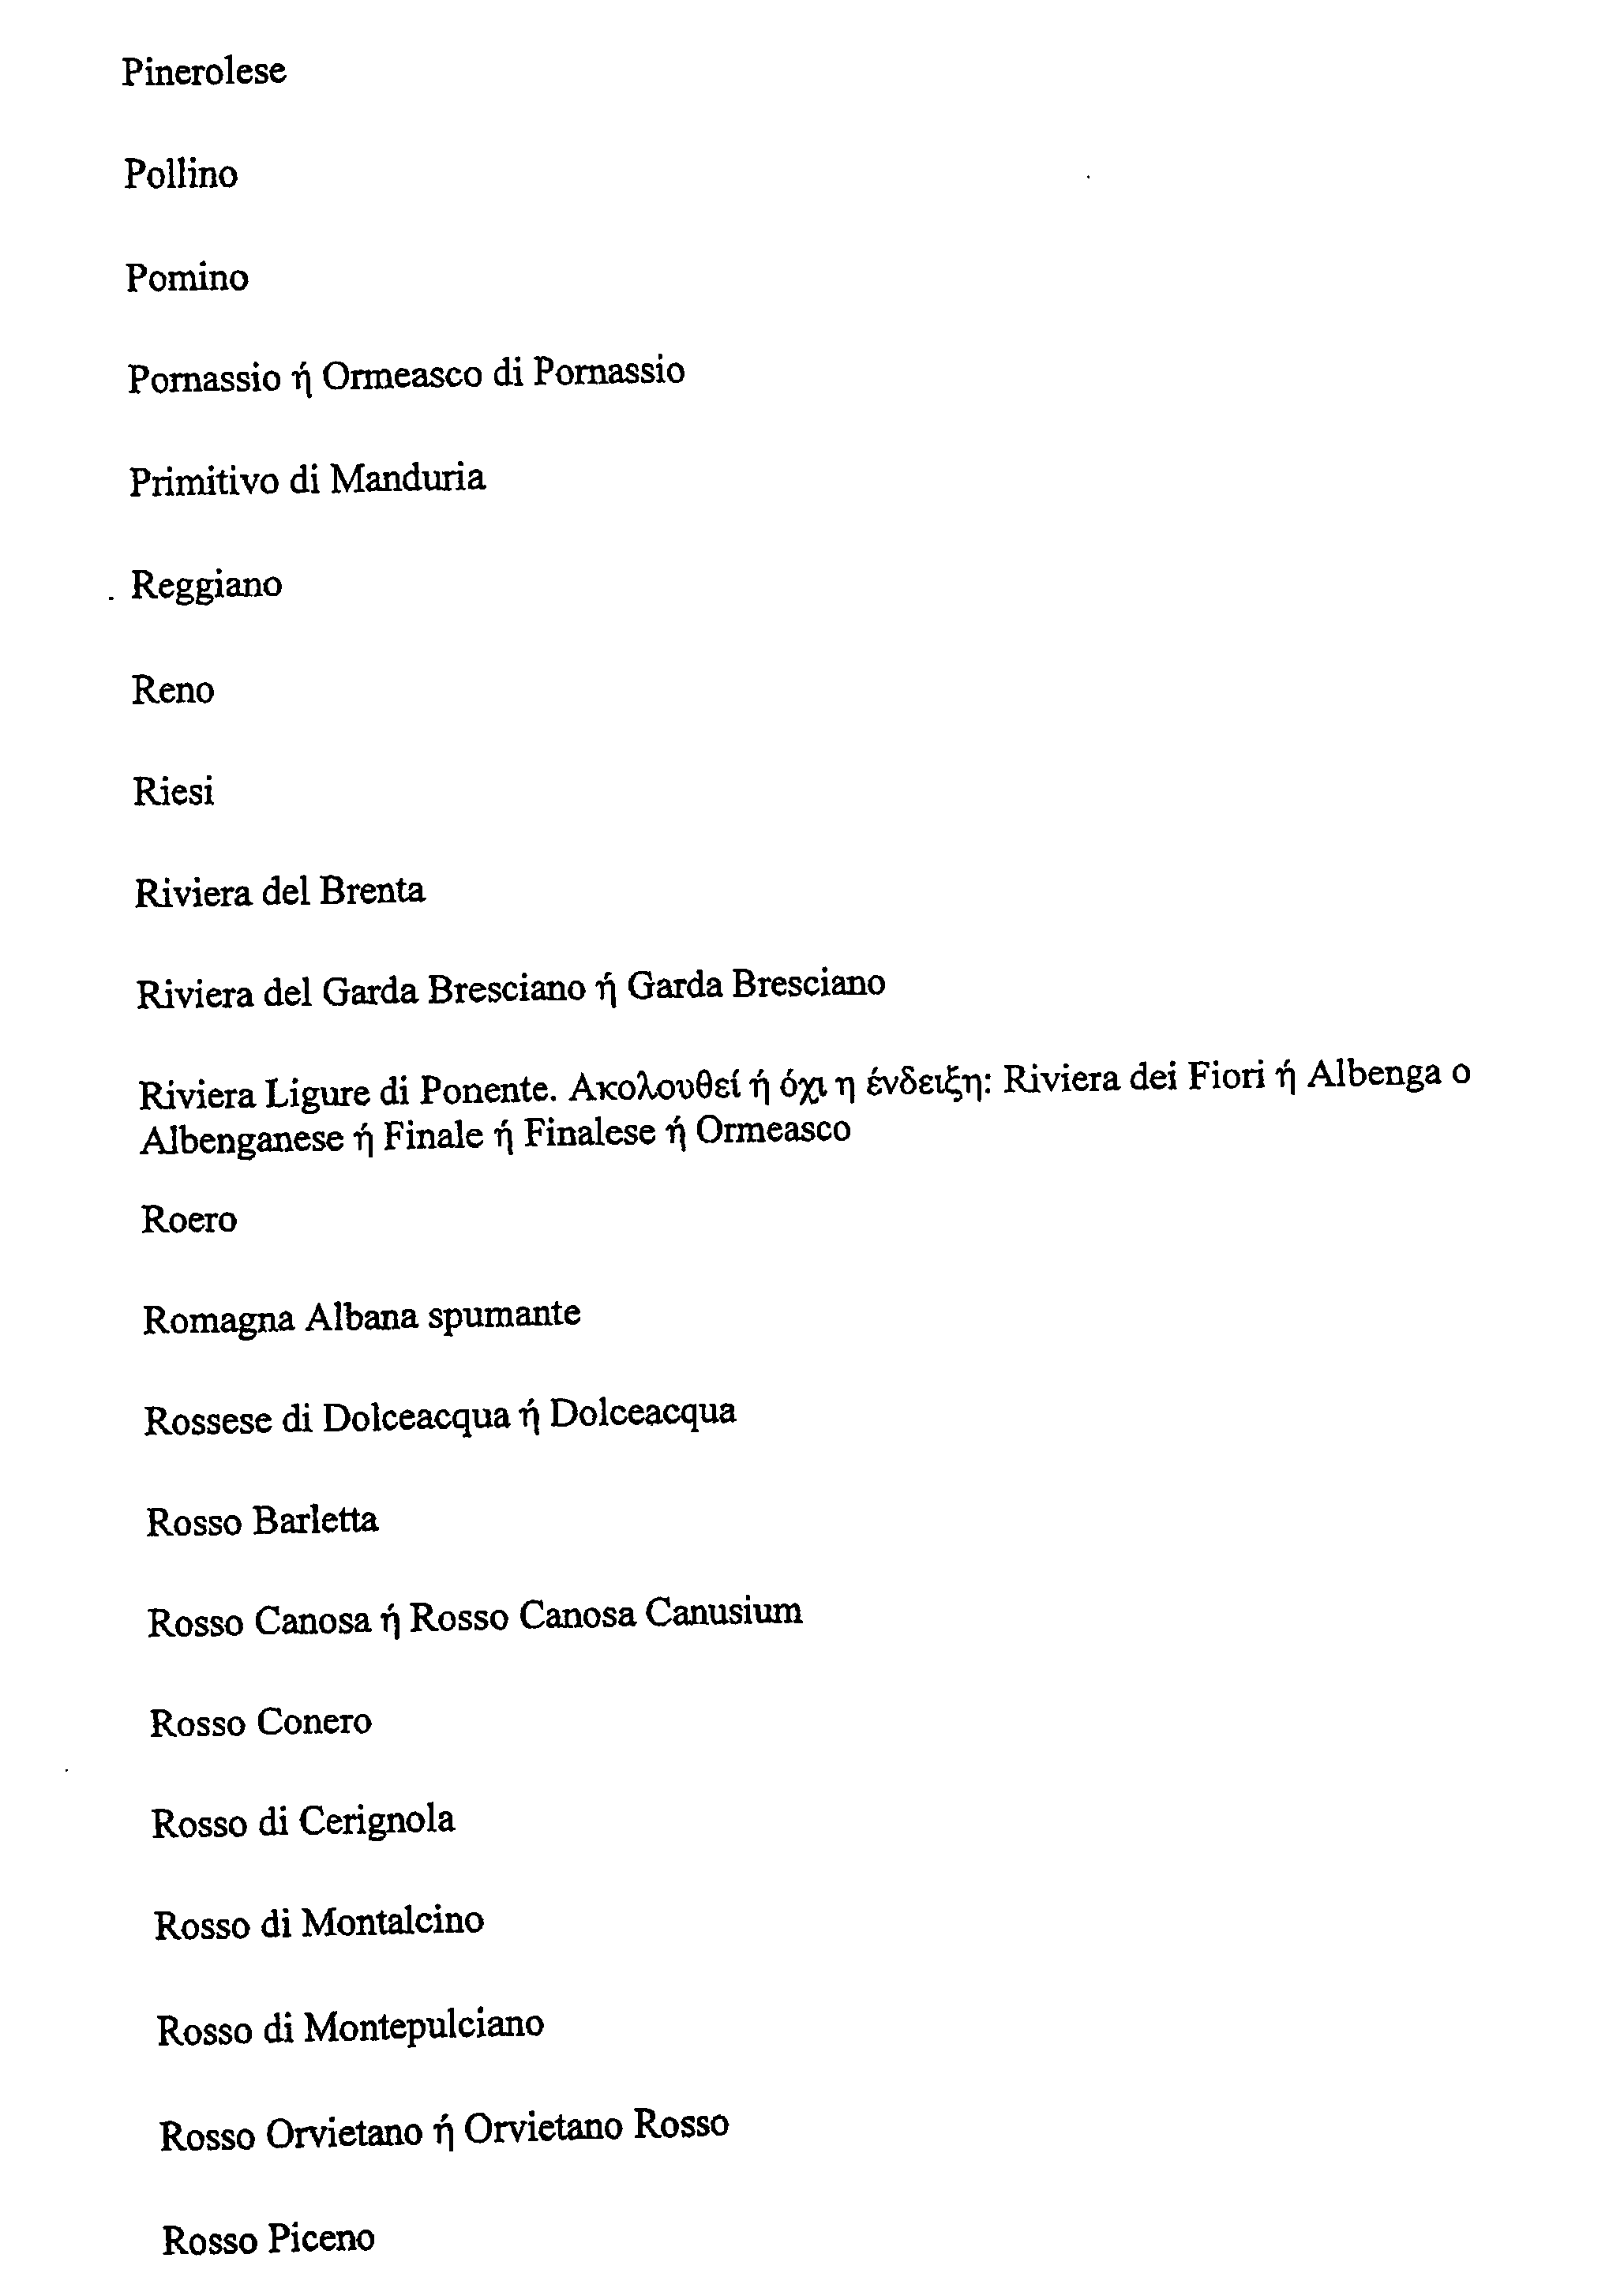 Pinerolese
Pollino
Pomino
Pornassio ή Ormeasco di Pornassio
Primitivo di Manduria
Reggiano
Reno
Riesi
Riviera del Brenta
Riviera del Garda Bresciano ή Garda Bresciano
Riviera Ligure di Ponente. Ακολουθεί ή όχι η ένδειξη: Riviera dei Fiori ή Albenga o
Albenganese ή Finale ή Finalese ή Ormeasco
Roero
Romagna Albana spumante
Rossese di Dolceacqua ή Dolceacqua
Rosso Barletta
Rosso Canosa ή Rosso Canosa Canusium
Rosso Conero
Rosso di Cerignola
Rosso di Montalcino
Rosso di Montepulciano
Rosso Orvietano ή Orvietano Rosso
Rosso Piceno